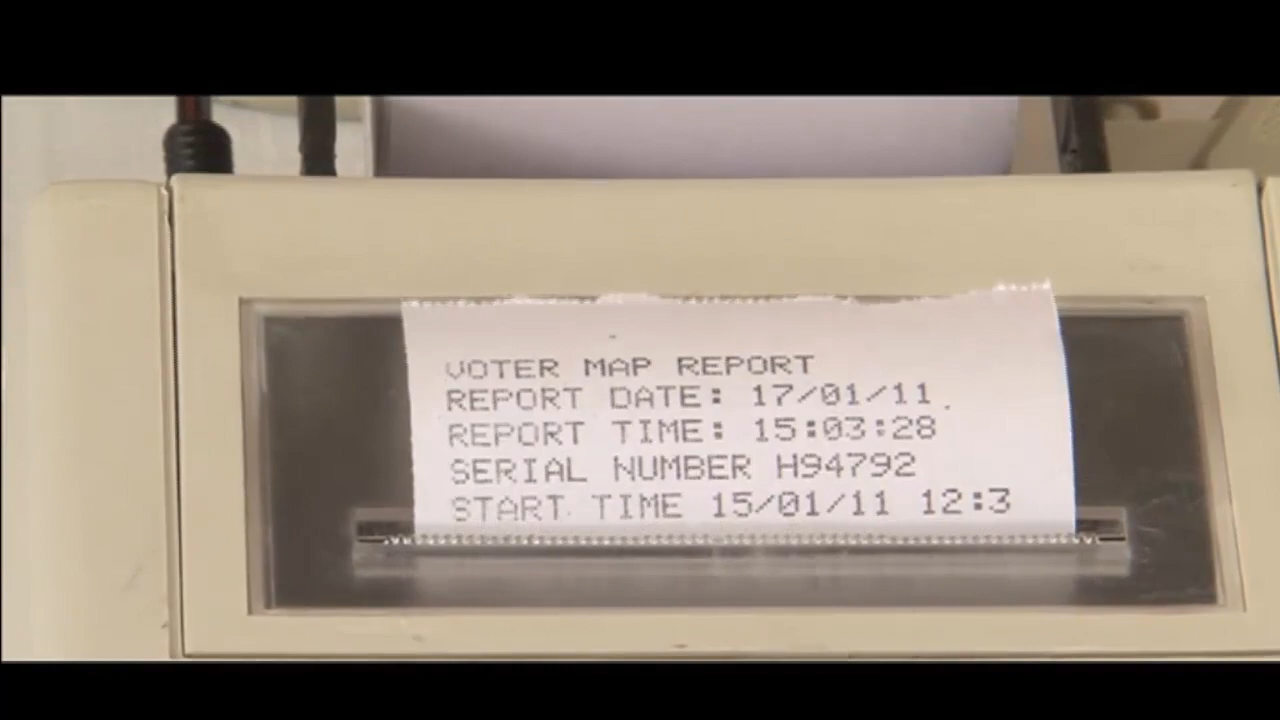 VOTER MAP REPORT
REPORT DATE: 17/01/11
REPORT TIME: 15:03:28
SERIAL NUMBER H94792
START TIME 15/01/11 12:3